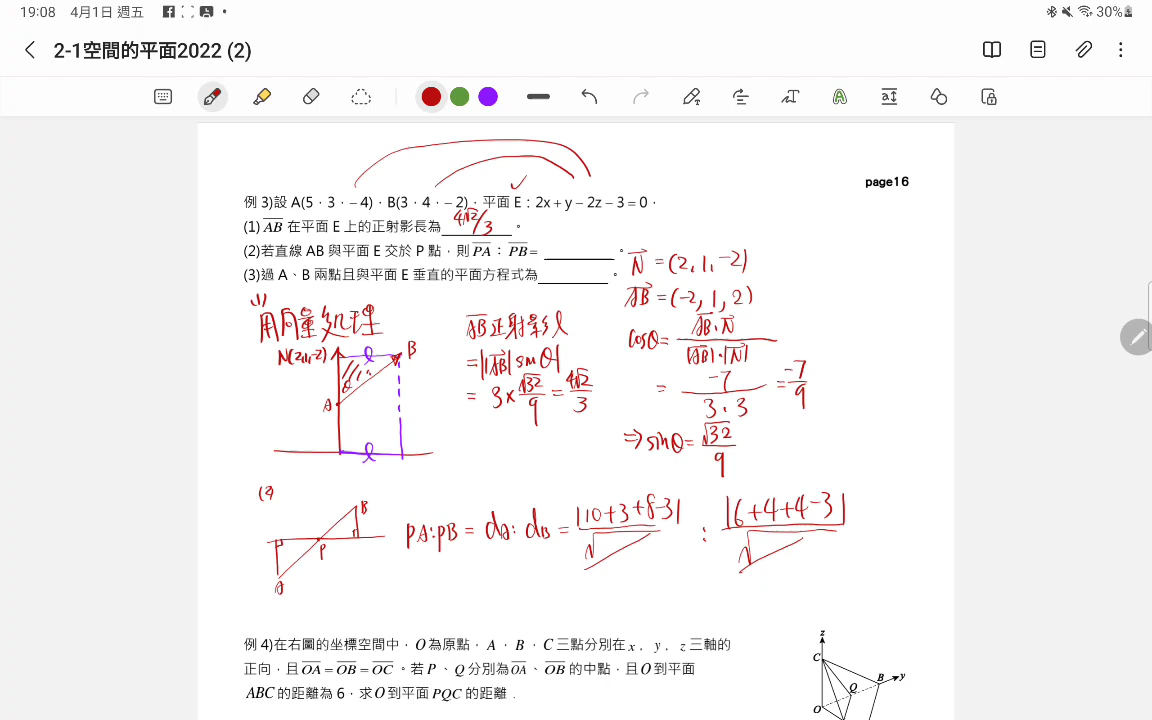 19:08 4月1日 週五
30%
2-1空間的平面2022 (2)
page16
例 3)設 A(5,3,-4),B(3,4,-2),平面 E:2x+y-2z-3=0,
(1) AB 在平面 E 上的正射影長為 4√2/3 。
(2)若直線 AB 與平面 E 交於 P 點,則 PA:PB= 。
(3)過 A、B 兩點且與平面 E 垂直的平面方程式為 。
N=(2,1,-2)
AB=(-2,1,2)
cosθ= AB·N / |AB|·|N|
= -7 / 3·3 = -7/9
⇒sinθ= √32 / 9
(1)
用向量處理
N(2,1,-2)
l
B
θ
A
l
AB正射影l
=||AB| sinθ|
= 3×√32/9 = 4√2/3
(2)
B
P
A
PA:PB = dA:dB = |10+3+8-3| / √ : |6+4+4-3| / √
例 4)在右圖的坐標空間中,O 為原點,A、B、C 三點分別在 x,y,z 三軸的
正向,且 OA=OB=OC。若 P、Q 分別為 OA、OB 的中點,且 O 到平面
ABC 的距離為 6,求 O 到平面 PQC 的距離.
z
C
B
y
Q
O